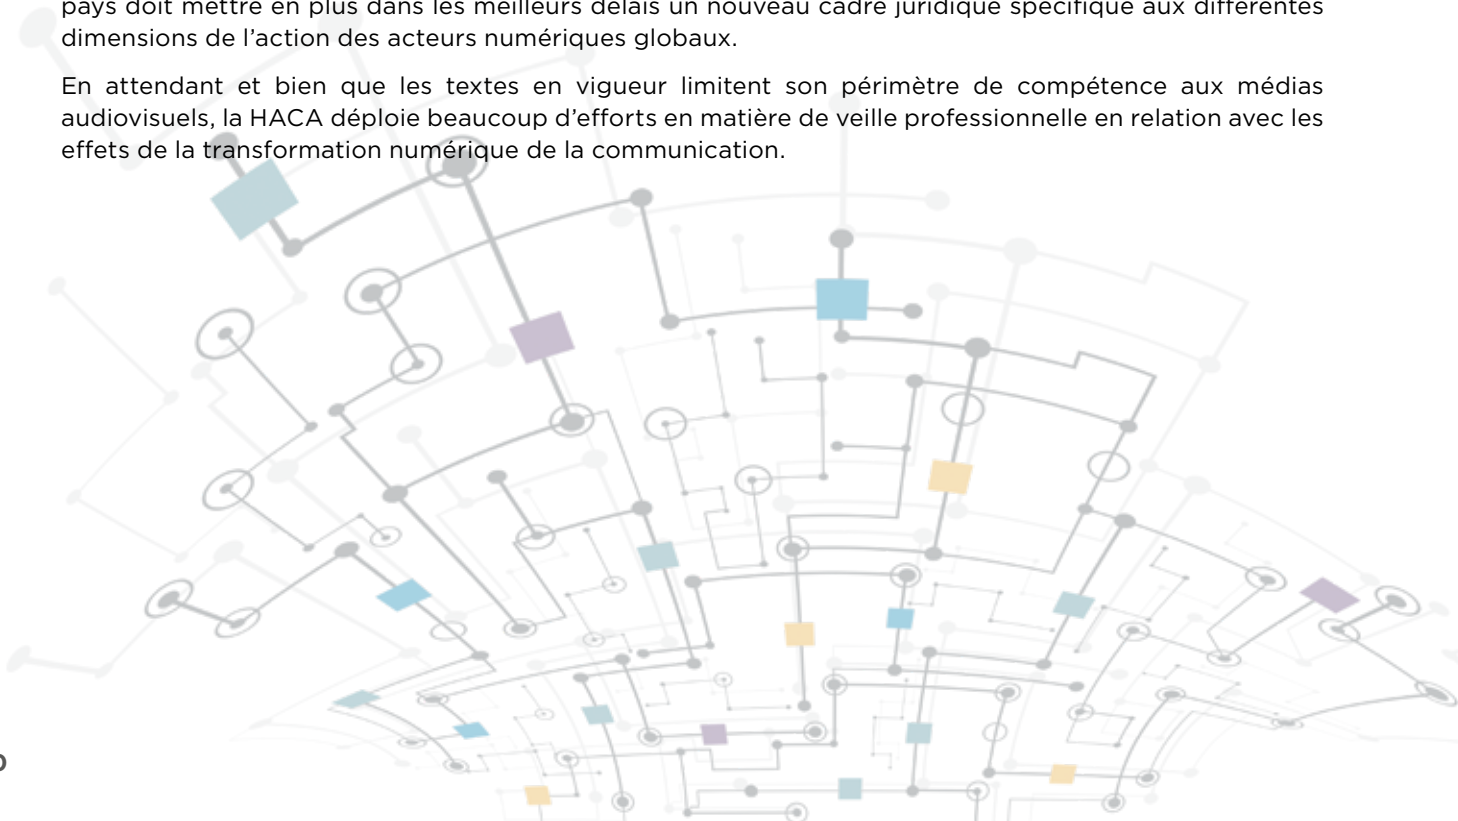 pays doit mettre en plus dans les meilleurs délais un nouveau cadre juridique spécifique aux différentes
dimensions de l’action des acteurs numériques globaux.
En attendant et bien que les textes en vigueur limitent son périmètre de compétence aux médias
audiovisuels, la HACA déploie beaucoup d’efforts en matière de veille professionnelle en relation avec les
effets de la transformation numérique de la communication.